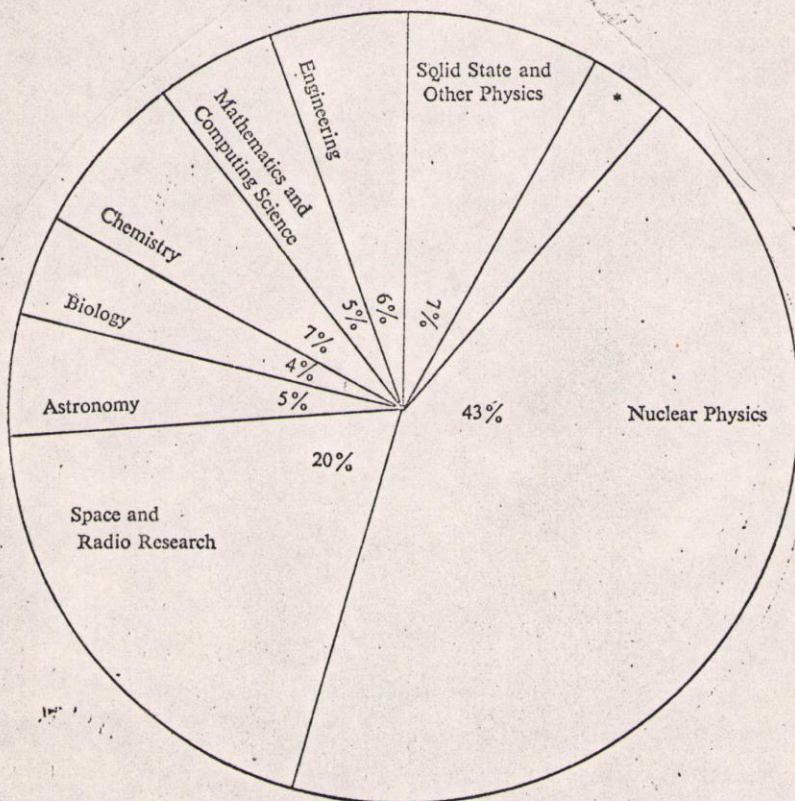 Solid State and
Other Physics
7%
*
Nuclear Physics
43%
Space and
Radio Research
20%
Astronomy
5%
Biology
4%
Chemistry
7%
Mathematics and
Computing Science
5%
Engineering
6%